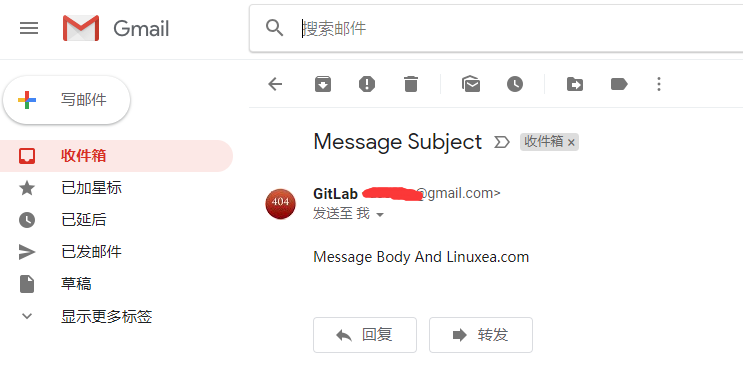 Gmail
搜索邮件
写邮件
收件箱
已加星标
已延后
已发邮件
草稿
显示更多标签
Message Subject
收件箱 ×
404
GitLab @gmail.com>
发送至 我
Message Body And Linuxea.com
回复
转发